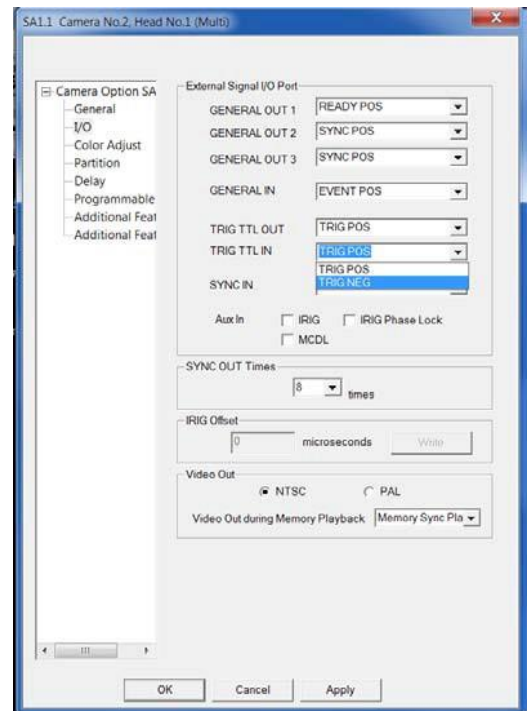 SA1.1 Camera No.2, Head No.1 (Multi)
Camera Option SA
General
I/O
Color Adjust
Partition
Delay
Programmable
Additional Feat
Additional Feat
External Signal I/O Port
GENERAL OUT 1 READY POS
GENERAL OUT 2 SYNC POS
GENERAL OUT 3 SYNC POS
GENERAL IN EVENT POS
TRIG TTL OUT TRIG POS
TRIG TTL IN TRIG POS
TRIG POS
TRIG NEG
SYNC IN
Aux In IRIG IRIG Phase Lock
MCDL
SYNC OUT Times
8 times
IRIG Offset
0 microseconds Write
Video Out
NTSC PAL
Video Out during Memory Playback Memory Sync Pla
OK Cancel Apply